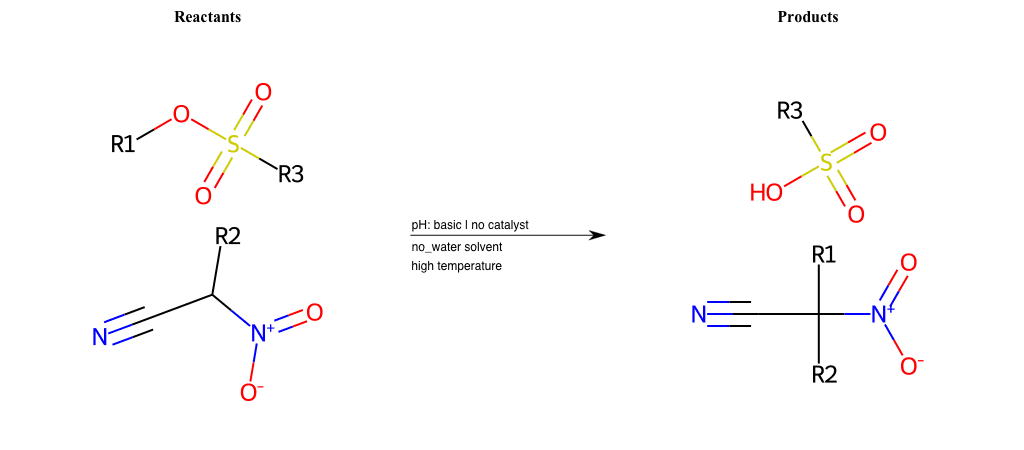 Reactants
Products
O
O
R1
S
O
R3
R3
O
S
HO
O
pH: basic | no catalyst
no_water solvent
high temperature
R2
N
N+
O
O-
R1
O
N
N+
R2
O-